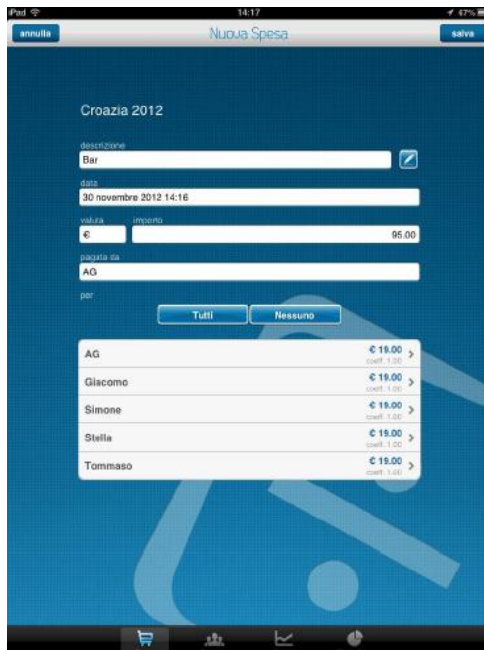 iPad 14:17 47%
annulla Nuova Spesa salva
Croazia 2012
descrizione
Bar
data
30 novembre 2012 14:16
valuta importo
€ 95.00
pagata da
AG
per
Tutti Nessuno
AG € 19.00
coeff. 1.00
Giacomo € 19.00
coeff. 1.00
Simone € 19.00
coeff. 1.00
Stella € 19.00
coeff. 1.00
Tommaso € 19.00
coeff. 1.00